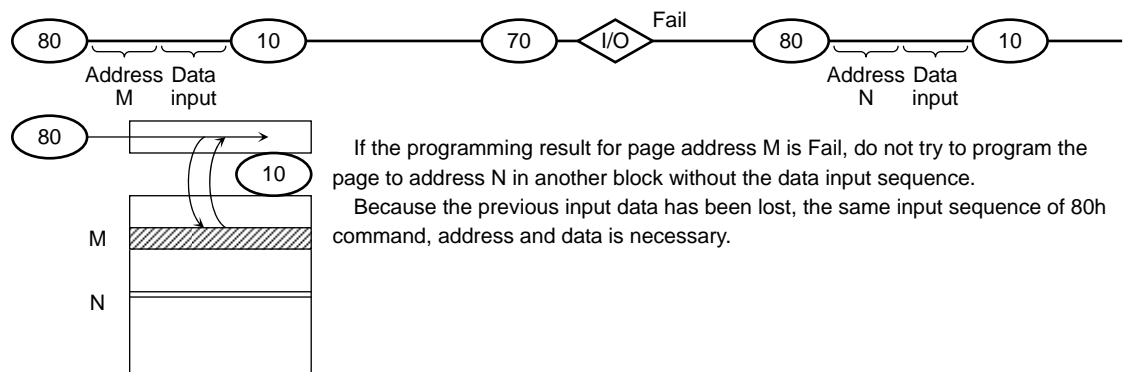 Fail
80 10 70 I/O 80 10
Address Data Address Data
M input N input
80
If the programming result for page address M is Fail, do not try to program the
10
page to address N in another block without the data input sequence.
Because the previous input data has been lost, the same input sequence of 80h
M
command, address and data is necessary.
N